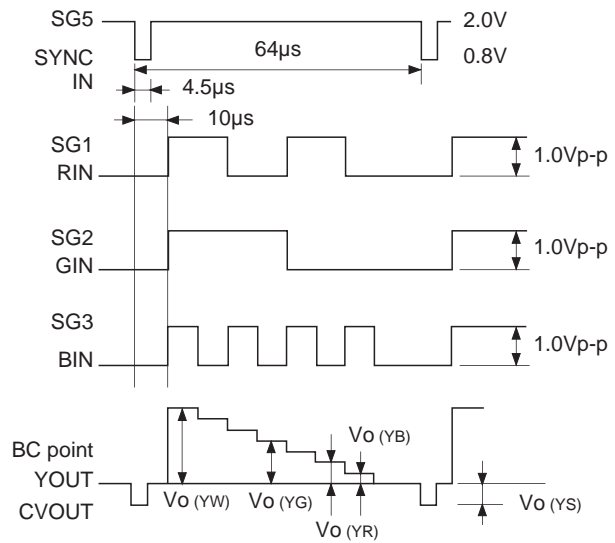 SG5
2.0V
SYNC
IN
64µs
0.8V
4.5µs
10µs
SG1
RIN
1.0Vp-p
SG2
GIN
1.0Vp-p
SG3
BIN
1.0Vp-p
BC point
YOUT
CVOUT
Vo (YW)
Vo (YG)
Vo (YB)
Vo (YR)
Vo (YS)